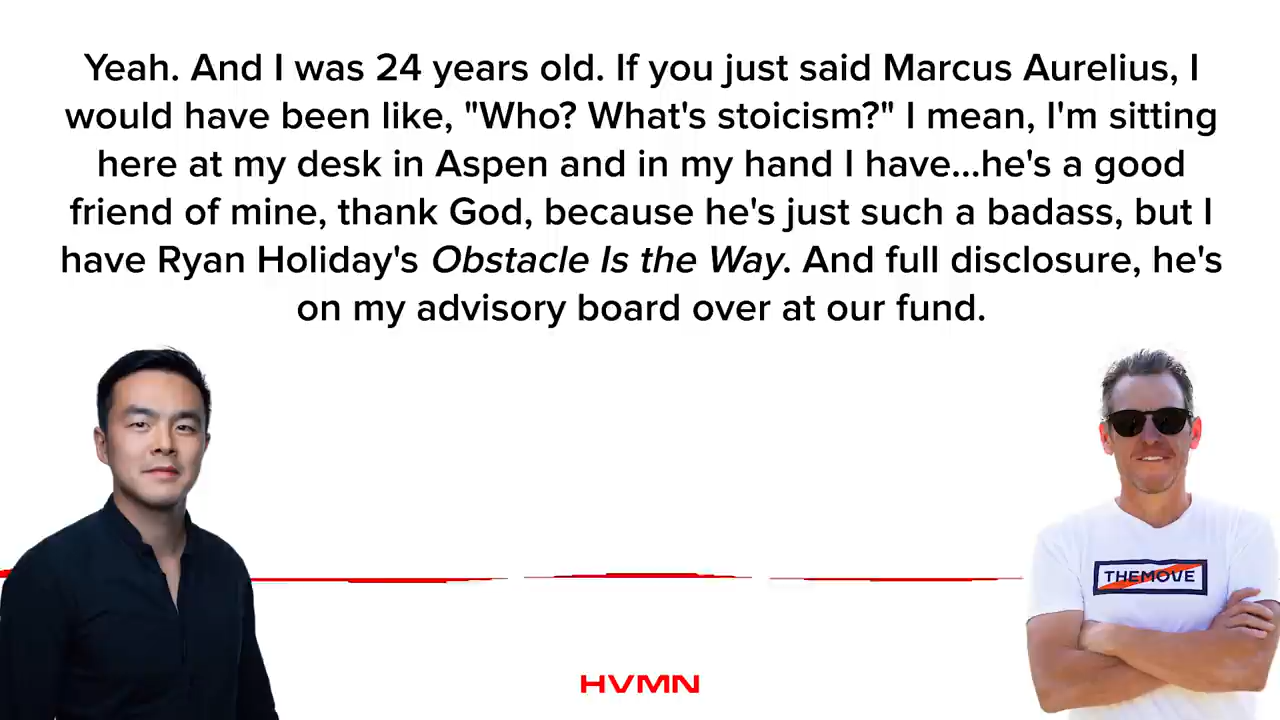 Yeah. And I was 24 years old. If you just said Marcus Aurelius, I
would have been like, "Who? What's stoicism?" I mean, I'm sitting
here at my desk in Aspen and in my hand I have...he's a good
friend of mine, thank God, because he's just such a badass, but I
have Ryan Holiday's Obstacle Is the Way. And full disclosure, he's
on my advisory board over at our fund.
THEMOVE
HVMN